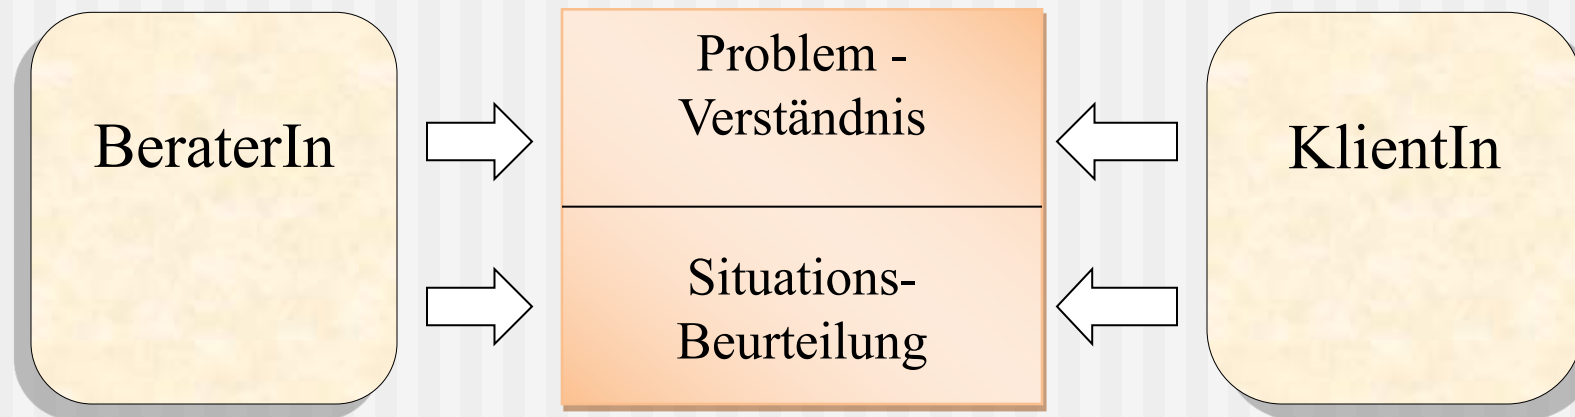 BeraterIn
Problem -
Verständnis
Situations-
Beurteilung
KlientIn